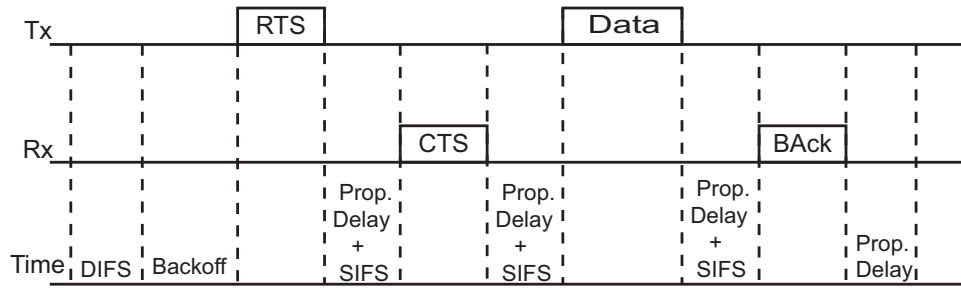 Tx
RTS
Data
Rx
CTS
BAck
Time
DIFS
Backoff
Prop.
Delay
+
SIFS
Prop.
Delay
+
SIFS
Prop.
Delay
+
SIFS
Prop.
Delay